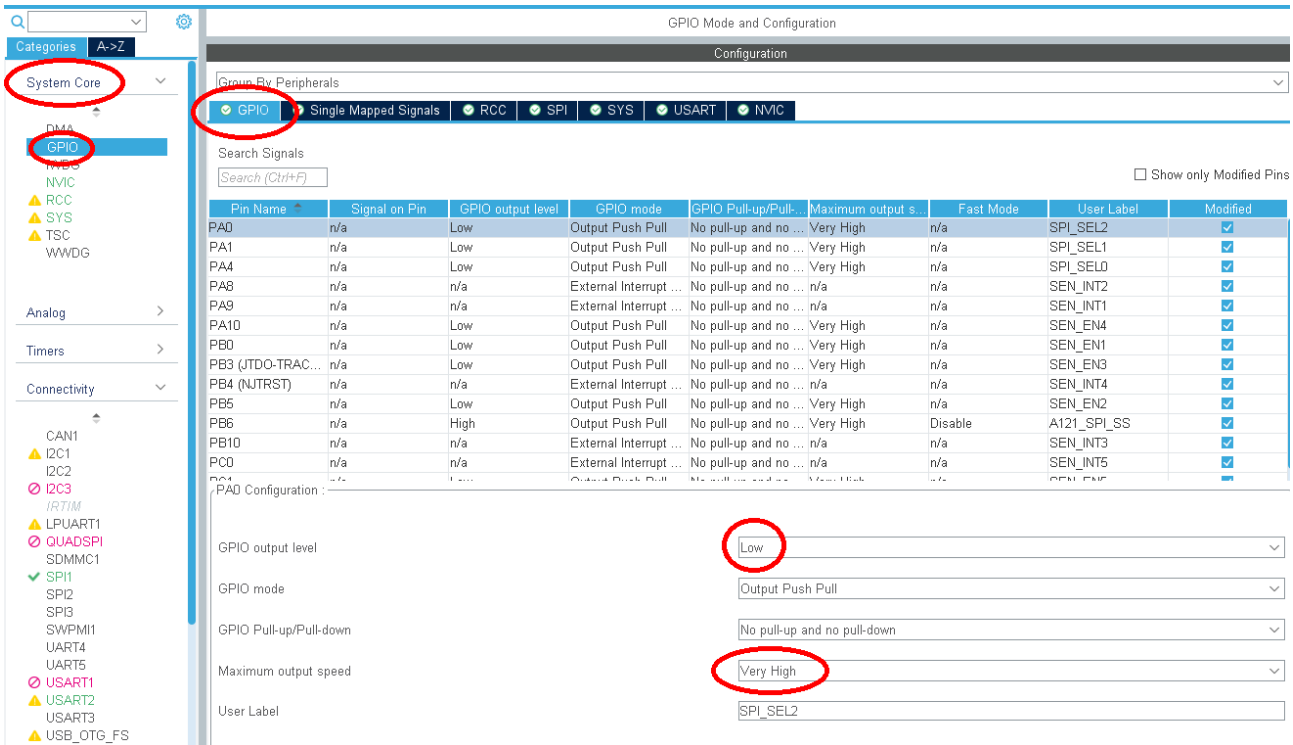 GPIO Mode and Configuration
Categories A->Z
Configuration
System Core
Group By Peripherals
GPIO Single Mapped Signals RCC SPI SYS USART NVIC
DMA
GPIO
IWDG
NVIC
RCC
SYS
TSC
WWDG
Analog
Timers
Connectivity
CAN1
I2C1
I2C2
I2C3
IRTIM
LPUART1
QUADSPI
SDMMC1
SPI1
SPI2
SPI3
SWPMI1
UART4
UART5
USART1
USART2
USART3
USB_OTG_FS
Search Signals
Search (Ctrl+F)
Show only Modified Pins
Pin Name Signal on Pin GPIO output level GPIO mode GPIO Pull-up/Pull-... Maximum output s... Fast Mode User Label Modified
PA0 n/a Low Output Push Pull No pull-up and no ... Very High n/a SPI_SEL2
PA1 n/a Low Output Push Pull No pull-up and no ... Very High n/a SPI_SEL1
PA4 n/a Low Output Push Pull No pull-up and no ... Very High n/a SPI_SEL0
PA8 n/a n/a External Interrupt ... No pull-up and no ... n/a n/a SEN_INT2
PA9 n/a n/a External Interrupt ... No pull-up and no ... n/a n/a SEN_INT1
PA10 n/a Low Output Push Pull No pull-up and no ... Very High n/a SEN_EN4
PB0 n/a Low Output Push Pull No pull-up and no ... Very High n/a SEN_EN1
PB3 (JTDO-TRAC... n/a Low Output Push Pull No pull-up and no ... Very High n/a SEN_EN3
PB4 (NJTRST) n/a n/a External Interrupt ... No pull-up and no ... n/a n/a SEN_INT4
PB5 n/a Low Output Push Pull No pull-up and no ... Very High n/a SEN_EN2
PB6 n/a High Output Push Pull No pull-up and no ... Very High Disable A121_SPI_SS
PB10 n/a n/a External Interrupt ... No pull-up and no ... n/a n/a SEN_INT3
PC0 n/a n/a External Interrupt ... No pull-up and no ... n/a n/a SEN_INT5
PC1 n/a Low Output Push Pull No pull-up and no ... Very High n/a SEN_EN5
PA0 Configuration :
GPIO output level Low
GPIO mode Output Push Pull
GPIO Pull-up/Pull-down No pull-up and no pull-down
Maximum output speed Very High
User Label SPI_SEL2